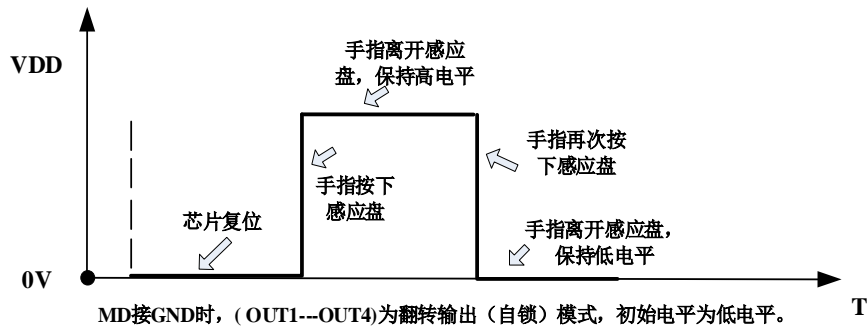 VDD
手指离开感应
盘，保持高电平
手指再次按
下感应盘
手指按下
感应盘
芯片复位
手指离开感应盘，
保持低电平
0V
T
MD接GND时，( OUT1---OUT4)为翻转输出（自锁）模式，初始电平为低电平。